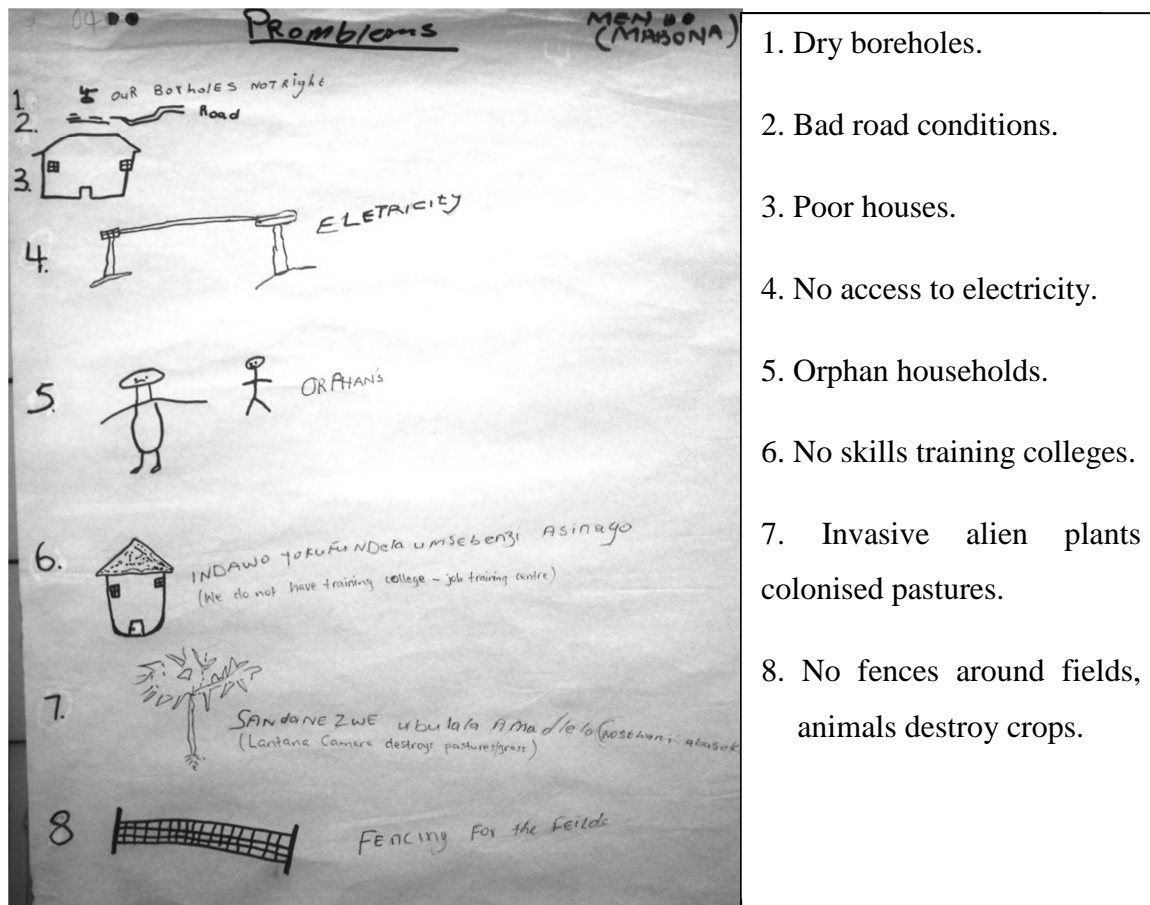 04
Promblems
MEN
(MABONA)
1. OUR BORHOLES NOT Right
2. Road
3.
4. ELETRICITY
5. ORPHANS
6. INDAWO YOKUFUNDela umsebenzi Asinayo
(We do not have training college - job training centre)
7. SANDANEZWE ubulala AMadlelo
(Lantana Camara destroys pastures/grass)
8 FENCING FOR the FEILDS
1. Dry boreholes.
2. Bad road conditions.
3. Poor houses.
4. No access to electricity.
5. Orphan households.
6. No skills training colleges.
7. Invasive alien plants
colonised pastures.
8. No fences around fields,
animals destroy crops.